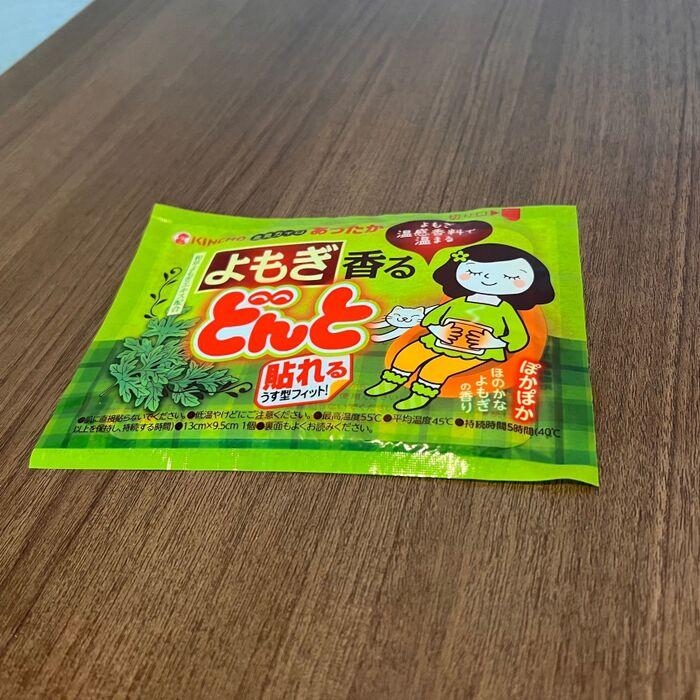 KINCHO
あったか
切り口
よもぎ
温感香料で
温まる
よもぎ香る
どんと
貼れる
うす型フィット!
ぽかぽか
ほのかな
よもぎ
の香り
●肌に直接貼らないでください。●低温やけどにご注意ください。●最高温度55℃●平均温度45℃●持続時間5時間(40℃
以上を保持し、持続する時間)●13cm×9.5cm 1個●裏面もよくお読みください。